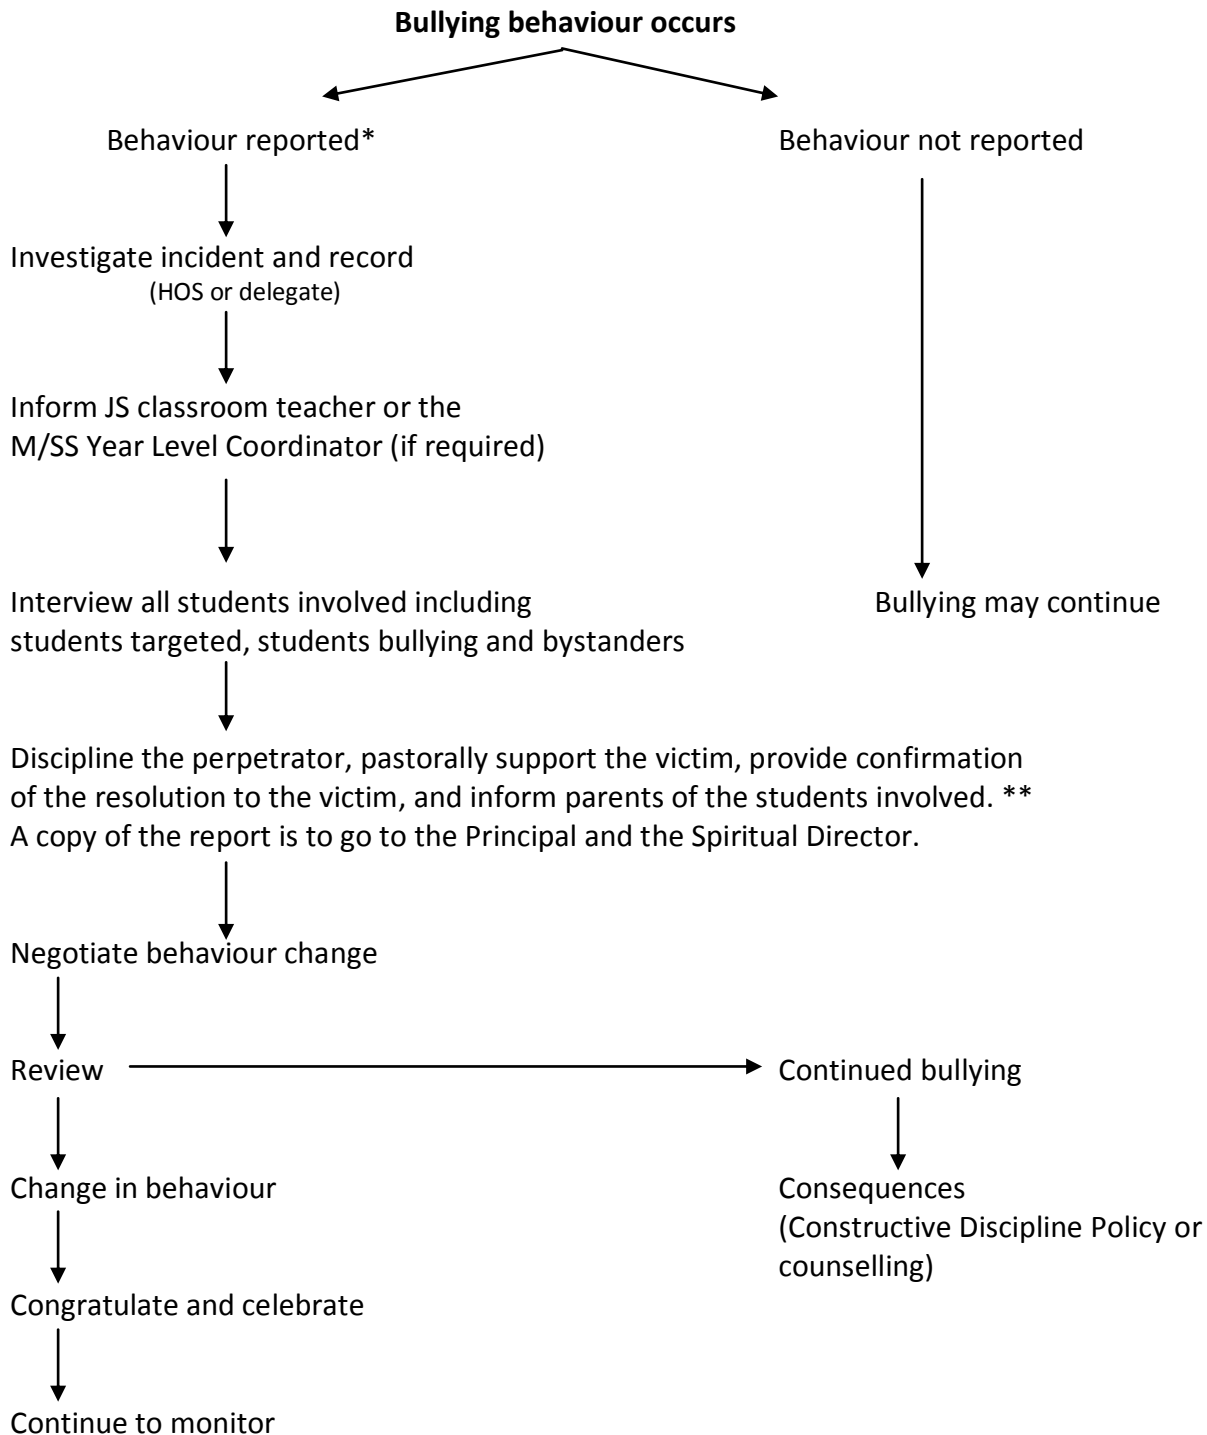 Bullying behaviour occurs
Behaviour reported*
Behaviour not reported
Investigate incident and record
(HOS or delegate)
Inform JS classroom teacher or the
M/SS Year Level Coordinator (if required)
Interview all students involved including
students targeted, students bullying and bystanders
Bullying may continue
Discipline the perpetrator, pastorally support the victim, provide confirmation
of the resolution to the victim, and inform parents of the students involved. **
A copy of the report is to go to the Principal and the Spiritual Director.
Negotiate behaviour change
Review
Continued bullying
Change in behaviour
Consequences
(Constructive Discipline Policy or
counselling)
Congratulate and celebrate
Continue to monitor